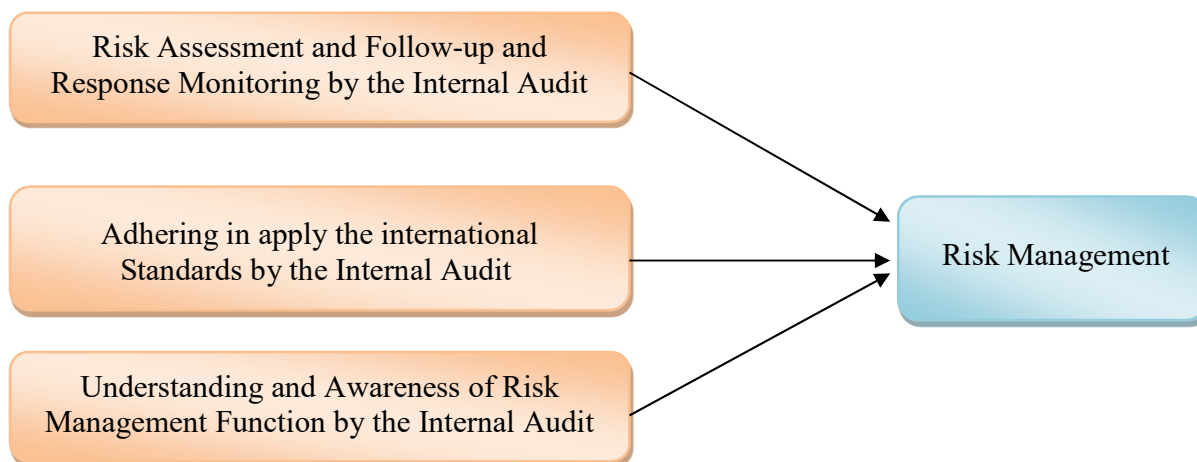 Risk Assessment and Follow-up and
Response Monitoring by the Internal Audit
Adhering in apply the international
Standards by the Internal Audit
Risk Management
Understanding and Awareness of Risk
Management Function by the Internal Audit